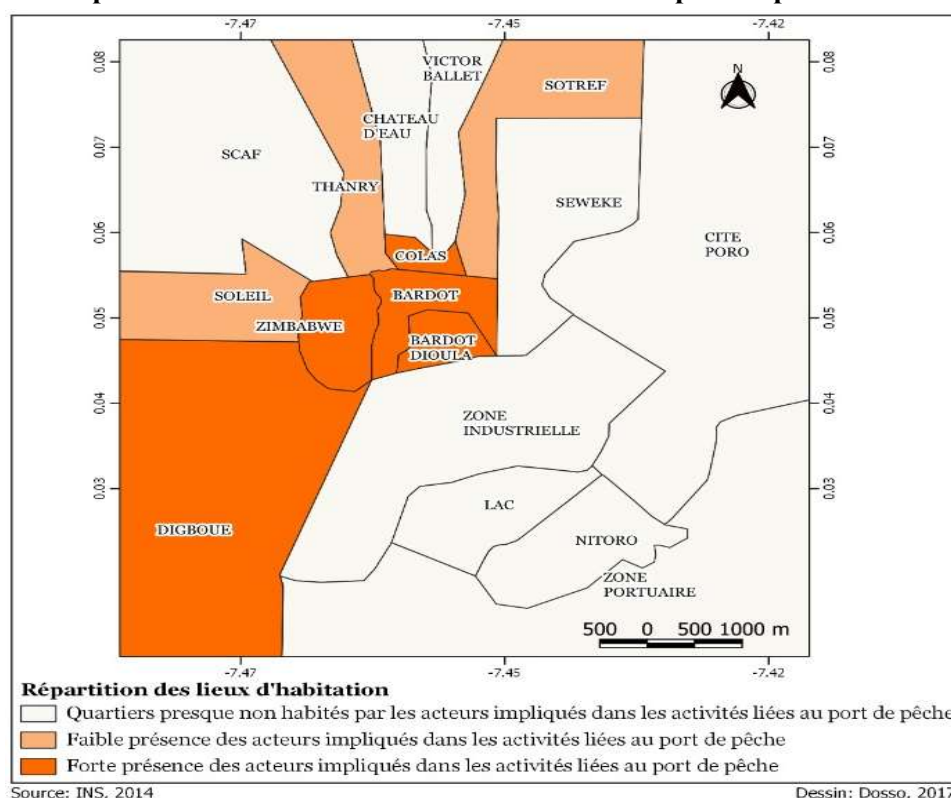 -7.47 -7.45 -7.42
0.08 0.08
VICTOR
BALLET
SOTREF
N
CHATEAU
D'EAU
0.07 0.07
SCAF
THANRY
SEWEKE
0.06 0.06
CITE
PORO
COLAS
SOLEIL
BARDOT
ZIMBABWE
0.05 0.05
BARDOT
DIOULA
0.04 0.04
ZONE
INDUSTRIELLE
0.03 0.03
LAC
DIGBOUE
NITORO
ZONE
PORTUAIRE
500 0 500 1000 m
-7.47 -7.45 -7.42
Répartition des lieux d'habitation
Quartiers presque non habités par les acteurs impliqués dans les activités liées au port de pêche
Faible présence des acteurs impliqués dans les activités liées au port de pêche
Forte présence des acteurs impliqués dans les activités liées au port de pêche
Source: INS, 2014 Dessin: Dosso, 2017